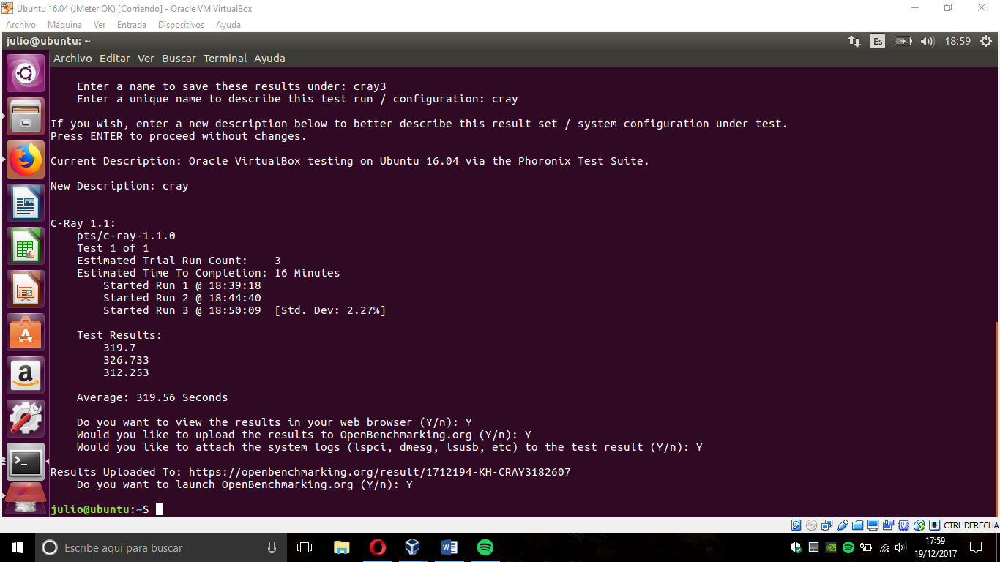 Ubuntu 16.04 (JMeter OK) [Corriendo] - Oracle VM VirtualBox
Archivo Máquina Ver Entrada Dispositivos Ayuda
julio@ubuntu: ~
Es
18:59
Archivo Editar Ver Buscar Terminal Ayuda
Enter a name to save these results under: cray3
Enter a unique name to describe this test run / configuration: cray
If you wish, enter a new description below to better describe this result set / system configuration under test.
Press ENTER to proceed without changes.
Current Description: Oracle VirtualBox testing on Ubuntu 16.04 via the Phoronix Test Suite.
New Description: cray
C-Ray 1.1:
pts/c-ray-1.1.0
Test 1 of 1
Estimated Trial Run Count: 3
Estimated Time To Completion: 16 Minutes
Started Run 1 @ 18:39:18
Started Run 2 @ 18:44:40
Started Run 3 @ 18:50:09 [Std. Dev: 2.27%]
Test Results:
319.7
326.733
312.253
Average: 319.56 Seconds
Do you want to view the results in your web browser (Y/n): Y
Would you like to upload the results to OpenBenchmarking.org (Y/n): Y
Would you like to attach the system logs (lspci, dmesg, lsusb, etc) to the test result (Y/n): Y
Results Uploaded To: https://openbenchmarking.org/result/1712194-KH-CRAY3182607
Do you want to launch OpenBenchmarking.org (Y/n): Y
julio@ubuntu:~$
CTRL DERECHA
Escribe aquí para buscar
17:59
19/12/2017